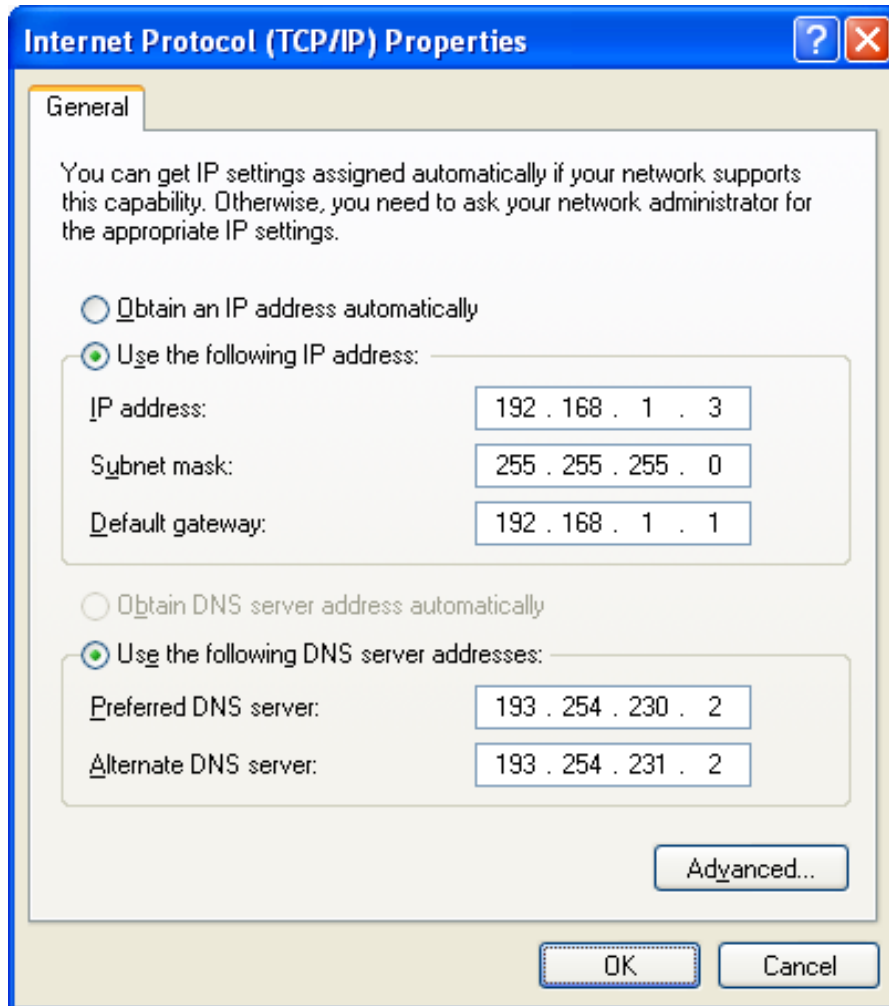 Internet Protocol (TCP/IP) Properties
General
You can get IP settings assigned automatically if your network supports
this capability. Otherwise, you need to ask your network administrator for
the appropriate IP settings.
Obtain an IP address automatically
Use the following IP address:
IP address: 192 . 168 . 1 . 3
Subnet mask: 255 . 255 . 255 . 0
Default gateway: 192 . 168 . 1 . 1
Obtain DNS server address automatically
Use the following DNS server addresses:
Preferred DNS server: 193 . 254 . 230 . 2
Alternate DNS server: 193 . 254 . 231 . 2
Advanced...
OK Cancel